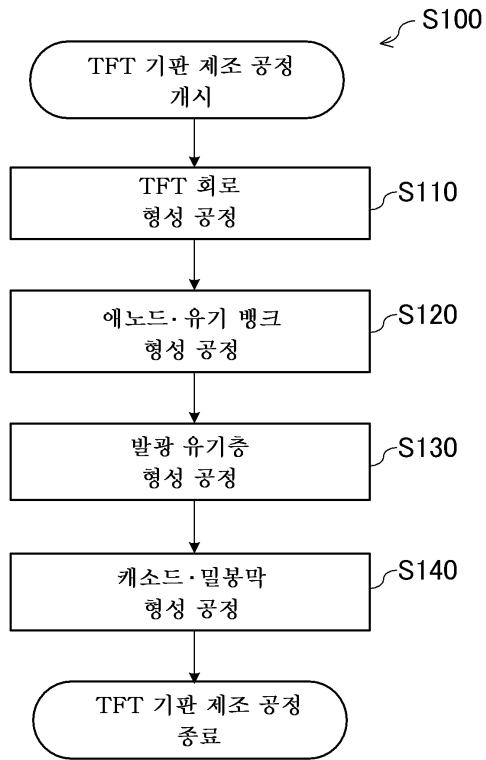 S100
TFT 기판 제조 공정
개시
TFT 회로
형성 공정
S110
애노드·유기 뱅크
형성 공정
S120
발광 유기층
형성 공정
S130
캐소드·밀봉막
형성 공정
S140
TFT 기판 제조 공정
종료